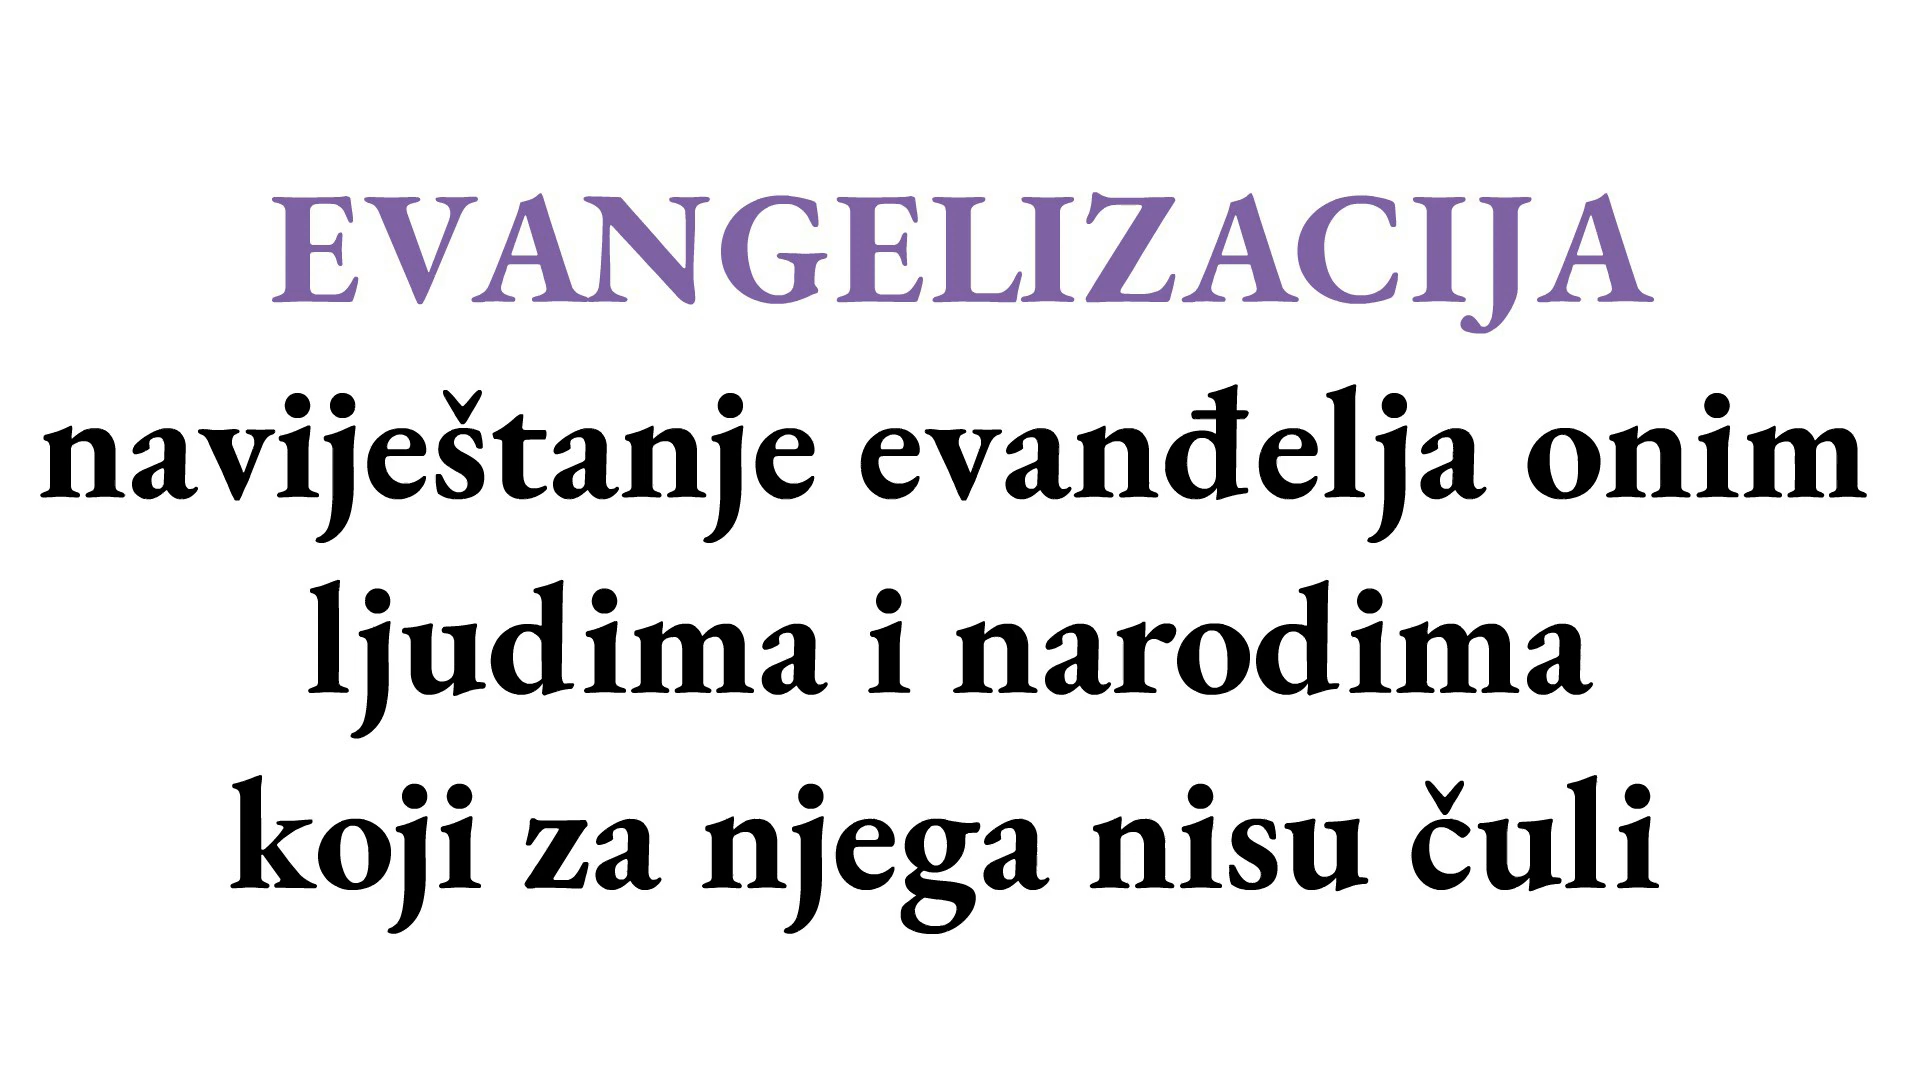 EVANGELIZACIJA
naviještanje evanđelja onim
ljudima i narodima
koji za njega nisu čuli